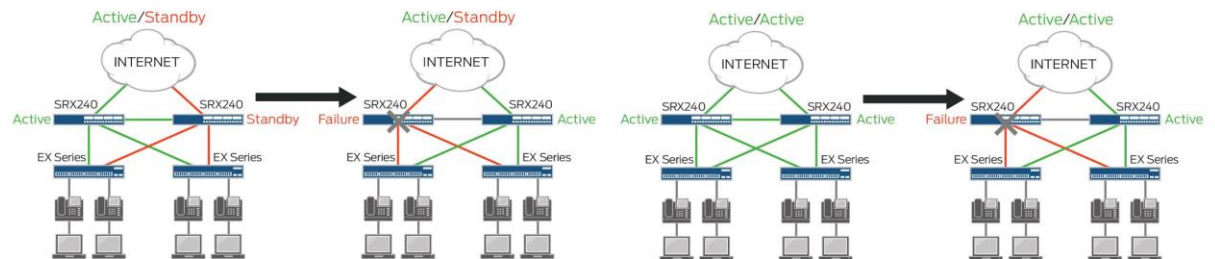 Active/Standby
INTERNET
SRX240 SRX240
Active Standby
EX Series EX Series
Active/Standby
INTERNET
SRX240 SRX240
Failure Active
EX Series EX Series
Active/Active
INTERNET
SRX240 SRX240
Active Active
EX Series EX Series
Active/Active
INTERNET
SRX240 SRX240
Failure Active
EX Series EX Series